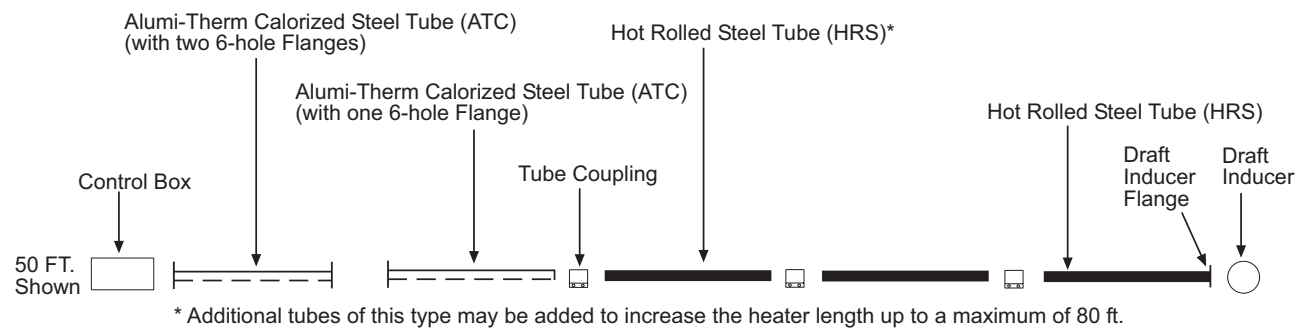 Alumi-Therm Calorized Steel Tube (ATC)
(with two 6-hole Flanges)
Hot Rolled Steel Tube (HRS)*
Alumi-Therm Calorized Steel Tube (ATC)
(with one 6-hole Flange)
Hot Rolled Steel Tube (HRS)
Control Box
Tube Coupling
Draft
Inducer
Flange
Draft
Inducer
50 FT.
Shown
* Additional tubes of this type may be added to increase the heater length up to a maximum of 80 ft.